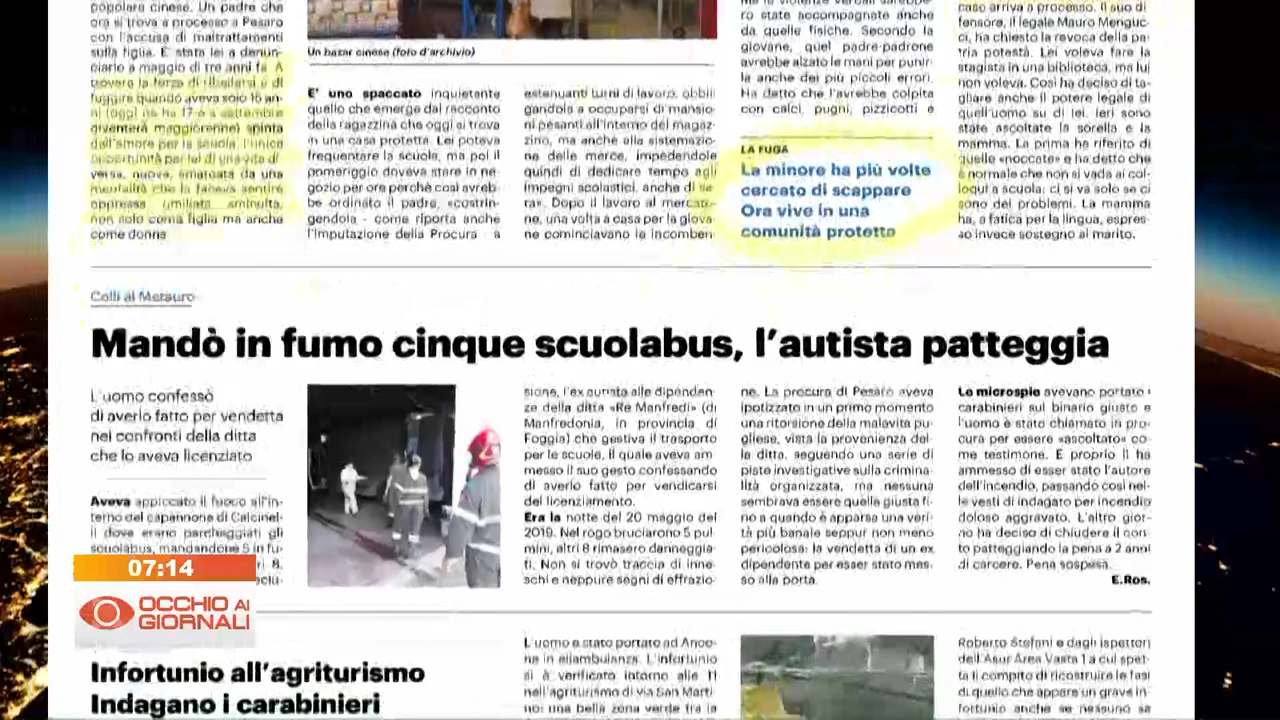 popolare cinese. Un padre che
ora si trova a processo a Pesaro
con l'accusa di maltrattamenti
sulla figlia. E' stata lei a denun-
ciarlo a maggio di tre anni fa. A
trovare la forza di ribellarsi e di
fuggire quando aveva solo 16 an-
ni (oggi ne ha 17 e a settembre
diventerà maggiorenne) spinta
dall'amore per la scuola, l'unica
opportunità per lei di una vita di-
versa, nuova,
mentalità che la faceva sentire
oppressa umiliata sminuita,
non solo come figlia ma anche
come donna
Un bazar cinese (foto d'archivio)
E' uno spaccato inquietante
quello che emerge dal racconto
della ragazzina che oggi si trova
in una casa protetta. Lei poteva
frequentare la scuola, ma poi il
pomeriggio doveva stare in ne-
gozio per ore perchè così avreb-
be ordinato il padre, «costrin-
gendola - come riporta anche
l'imputazione della Procura - a
estenuanti turni di lavoro, obbli-
gandola a occuparsi di mansio-
ni pesanti all'interno del magaz-
zino, ma anche alla sistemazio-
ne delle merce, impedendole
quindi di dedicare tempo agli
impegni scolastici, anche di se-
ra». Dopo il lavoro al mercato-
ne, una volta a casa per la giova-
ne cominciavano le incomben-
ro state accompagnate anche
da quelle fisiche. Secondo la
giovane, quel padre-padrone
avrebbe alzato le mani per punir-
la anche dei più piccoli errori.
Ha detto che l'avrebbe colpita
con calci, pugni, pizzicotti e
LA FUGA
La minore ha più volte
cercato di scappare
Ora vive in una
comunità protetta
caso arriva a processo. Il suo di-
fensore, il legale Mauro Menguc-
ci, ha chiesto la revoca della pa-
tria potestà. Lei voleva fare la
stagista in una biblioteca, ma lui
non voleva. Così ha deciso di ta-
gliare anche il potere legale di
quell'uomo su di lei. Ieri sono
state ascoltate la sorella e la
mamma. La prima ha riferito di
quelle «noccate» e ha detto che
è normale che non si vada ai col-
loqui a scuola: ci si va solo se ci
sono dei problemi. La mamma
ha, a fatica per la lingua, espres-
so invece sostegno al marito.
Colli al Metauro
Mandò in fumo cinque scuolabus, l'autista patteggia
L'uomo confessò
di averlo fatto per vendetta
nei confronti della ditta
che lo aveva licenziato
Aveva appiccato il fuoco all'in-
terno del capannone di Calcinel-
li dove erano parcheggiati gli
scuolabus, mandandone 5 in fu-
sione, l'ex autista alle dipenden-
ze della ditta «Re Manfredi» (di
Manfredonia, in provincia di
Foggia) che gestiva il trasporto
per le scuole, il quale aveva am-
messo il suo gesto confessando
di averlo fatto per vendicarsi
del licenziamento.
Era la notte del 20 maggio del
2019. Nel rogo bruciarono 5 pul-
mini, altri 8 rimasero danneggia-
ti. Non si trovò traccia di inne-
schi e neppure segni di effrazio-
ne. La procura di Pesaro aveva
ipotizzato in un primo momento
una ritorsione della malavita pu-
gliese, vista la provenienza del-
la ditta, seguendo una serie di
piste investigative sulla crimina-
lità organizzata, ma nessuna
sembrava essere quella giusta fi-
no a quando è apparsa una veri-
tà più banale seppur non meno
pericolosa: la vendetta di un ex
dipendente per esser stato mes-
so alla porta.
Le microspie avevano portato i
carabinieri sul binario giusto e
l'uomo è stato chiamato in pro-
cura per essere «ascoltato» co-
me testimone. E proprio lì ha
ammesso di esser stato l'autore
dell'incendio, passando così nel-
le vesti di indagato per incendio
doloso aggravato. L'altro gior-
no ha deciso di chiudere il con-
to patteggiando la pena a 2 anni
di carcere. Pena sospesa.
E.Ros.
07:14
OCCHIO AI
GIORNALI
Infortunio all'agriturismo
Indagano i carabinieri
L'uomo è stato portato ad Anco-
na in eliambulanza. L'infortunio
si è verificato intorno alle 11
nell'agriturismo di via San Marti-
no: una bella zona verde tra la
Roberto Stefani e dagli ispettori
dell'Asur Area Vasta 1 a cui spet-
ta il compito di ricostruire le fasi
di quello che appare un grave in-
fortunio anche se nessuno sa